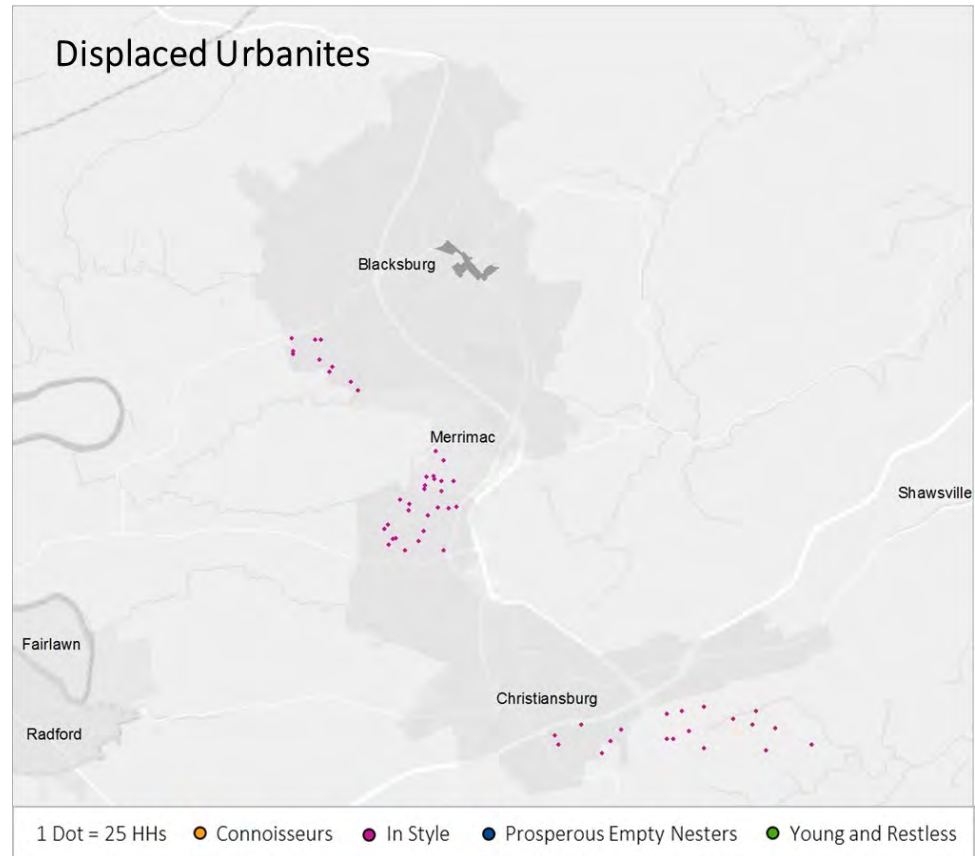 Displaced Urbanites
Blacksburg
Merrimac
Shawsville
Fairlawn
Christiansburg
Radford
1 Dot = 25 HHs Connoisseurs In Style Prosperous Empty Nesters Young and Restless